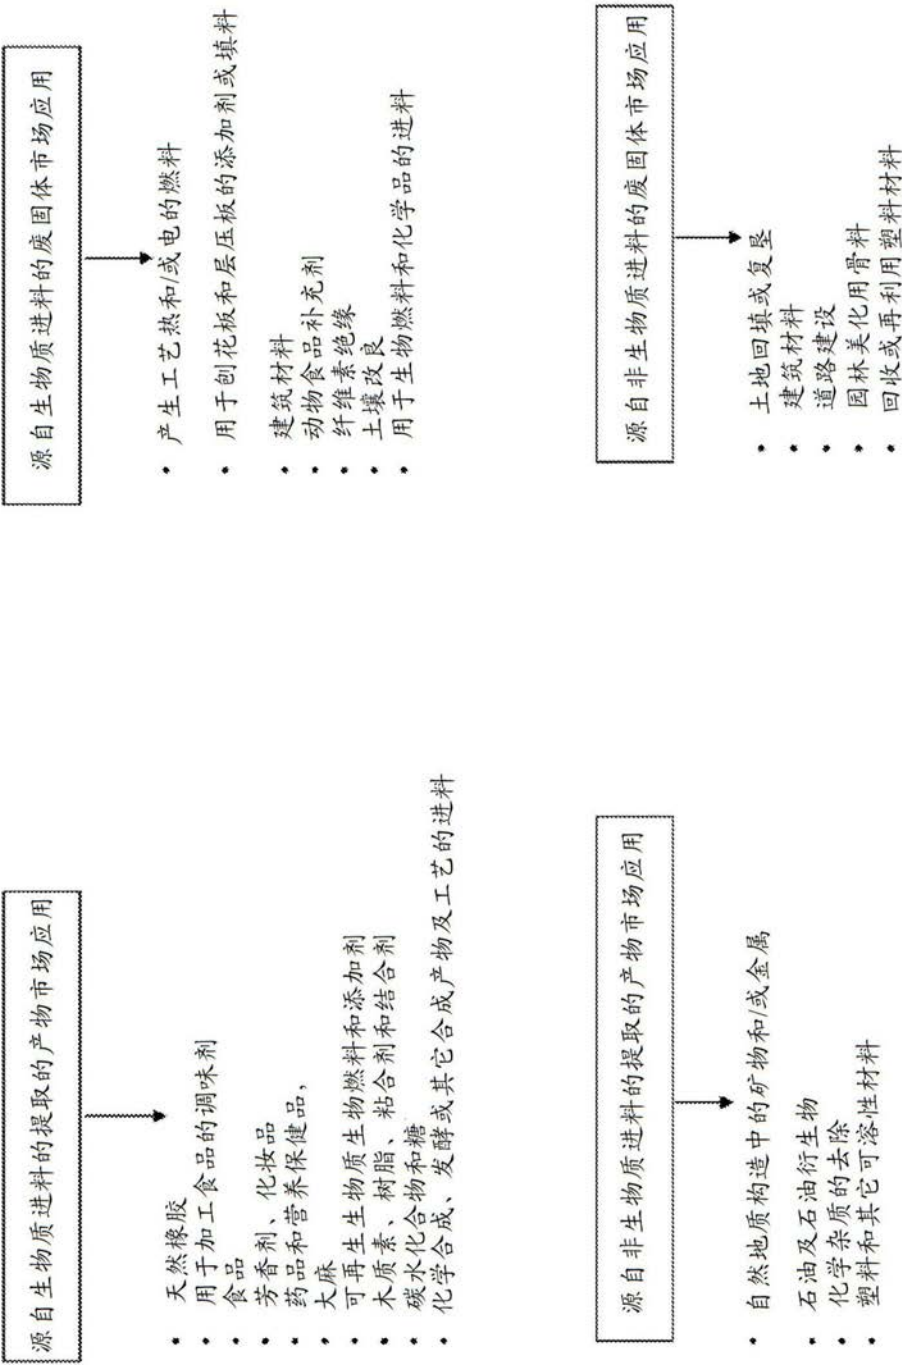 源自生物质进料的提取的产物市场应用
• 天然橡胶
• 用于加工食品的调味剂
• 食品
• 芳香剂、化妆品
• 药品和营养保健品，
• 大麻
• 可再生生物质生物燃料和添加剂
• 木质素、树脂、粘合剂和结合剂
• 碳水化合物和糖
• 化学合成、发酵或其它合成产物及工艺的进料
源自生物质进料的废固体市场应用
• 产生工艺热和/或电的燃料
• 用于刨花板和层压板的添加剂或填料
• 建筑材料
• 动物食品补充剂
• 纤维素绝缘
• 土壤改良
• 用于生物燃料和化学品的进料
源自非生物质进料的提取的产物市场应用
• 自然地质构造中的矿物和/或金属
• 石油及石油衍生物
• 化学杂质的去除
• 塑料和其它可溶性材料
源自非生物质进料的废固体市场应用
• 土地回填或复垦
• 建筑材料
• 道路建设
• 园林美化用骨料
• 回收或再利用塑料材料